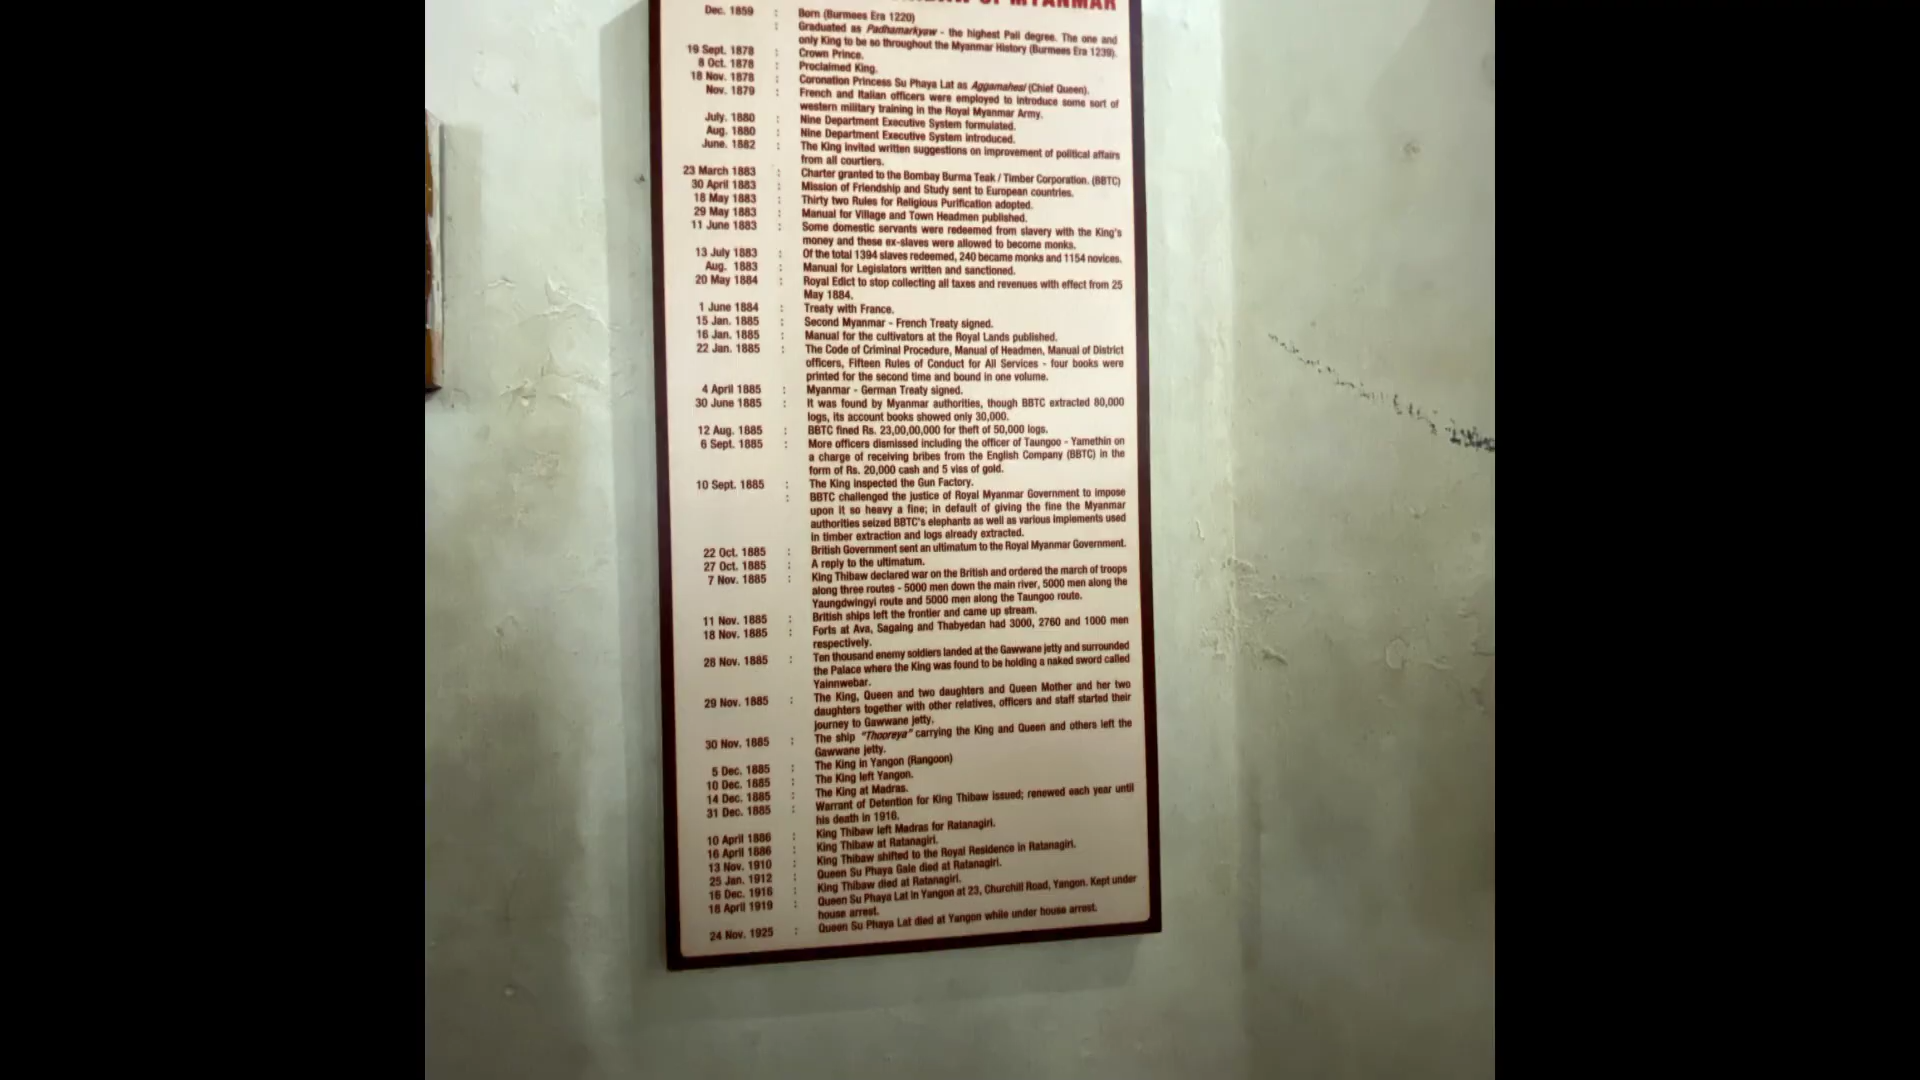 OF MYANMAR
Dec. 1859 : Born (Burmees Era 1220)
: Graduated as Padhamarkyaw - the highest Pali degree. The one and
only King to be so throughout the Myanmar History (Burmees Era 1239).
19 Sept. 1878 : Crown Prince.
8 Oct. 1878 : Proclaimed King.
18 Nov. 1878 : Coronation Princess Su Phaya Lat as Aggamahesi (Chief Queen).
Nov. 1879 : French and Italian officers were employed to introduce some sort of
western military training in the Royal Myanmar Army.
July. 1880 : Nine Department Executive System formulated.
Aug. 1880 : Nine Department Executive System introduced.
June. 1882 : The King invited written suggestions on improvement of political affairs
from all courtiers.
23 March 1883 : Charter granted to the Bombay Burma Teak / Timber Corporation. (BBTC)
30 April 1883 : Mission of Friendship and Study sent to European countries.
18 May 1883 : Thirty two Rules for Religious Purification adopted.
29 May 1883 : Manual for Village and Town Headmen published.
11 June 1883 : Some domestic servants were redeemed from slavery with the King's
money and these ex-slaves were allowed to become monks.
13 July 1883 : Of the total 1394 slaves redeemed, 240 became monks and 1154 novices.
Aug. 1883 : Manual for Legislators written and sanctioned.
20 May 1884 : Royal Edict to stop collecting all taxes and revenues with effect from 25
May 1884.
1 June 1884 : Treaty with France.
15 Jan. 1885 : Second Myanmar - French Treaty signed.
16 Jan. 1885 : Manual for the cultivators at the Royal Lands published.
22 Jan. 1885 : The Code of Criminal Procedure, Manual of Headmen, Manual of District
officers, Fifteen Rules of Conduct for All Services - four books were
printed for the second time and bound in one volume.
4 April 1885 : Myanmar - German Treaty signed.
30 June 1885 : It was found by Myanmar authorities, though BBTC extracted 80,000
logs, its account books showed only 30,000.
12 Aug. 1885 : BBTC fined Rs. 23,00,00,000 for theft of 50,000 logs.
6 Sept. 1885 : More officers dismissed including the officer of Taungoo - Yamethin on
a charge of receiving bribes from the English Company (BBTC) in the
form of Rs. 20,000 cash and 5 viss of gold.
10 Sept. 1885 : The King inspected the Gun Factory.
: BBTC challenged the justice of Royal Myanmar Government to impose
upon it so heavy a fine; in default of giving the fine the Myanmar
authorities seized BBTC's elephants as well as various implements used
in timber extraction and logs already extracted.
22 Oct. 1885 : British Government sent an ultimatum to the Royal Myanmar Government.
27 Oct. 1885 : A reply to the ultimatum.
7 Nov. 1885 : King Thibaw declared war on the British and ordered the march of troops
along three routes - 5000 men down the main river, 5000 men along the
Yaungdwingyi route and 5000 men along the Taungoo route.
11 Nov. 1885 : British ships left the frontier and came up stream.
18 Nov. 1885 : Forts at Ava, Sagaing and Thabyedan had 3000, 2760 and 1000 men
respectively.
28 Nov. 1885 : Ten thousand enemy soldiers landed at the Gawwane jetty and surrounded
the Palace where the King was found to be holding a naked sword called
Yainnwebar.
29 Nov. 1885 : The King, Queen and two daughters and Queen Mother and her two
daughters together with other relatives, officers and staff started their
journey to Gawwane jetty.
30 Nov. 1885 : The ship "Thooreya" carrying the King and Queen and others left the
Gawwane jetty.
5 Dec. 1885 : The King in Yangon (Rangoon)
10 Dec. 1885 : The King left Yangon.
14 Dec. 1885 : The King at Madras.
31 Dec. 1885 : Warrant of Detention for King Thibaw issued; renewed each year until
his death in 1916.
10 April 1886 : King Thibaw left Madras for Ratanagiri.
16 April 1886 : King Thibaw at Ratanagiri.
13 Nov. 1910 : King Thibaw shifted to the Royal Residence in Ratanagiri.
25 Jan. 1912 : Queen Su Phaya Gale died at Ratanagiri.
16 Dec. 1916 : King Thibaw died at Ratanagiri.
18 April 1919 : Queen Su Phaya Lat in Yangon at 23, Churchill Road, Yangon. Kept under
house arrest.
24 Nov. 1925 : Queen Su Phaya Lat died at Yangon while under house arrest.